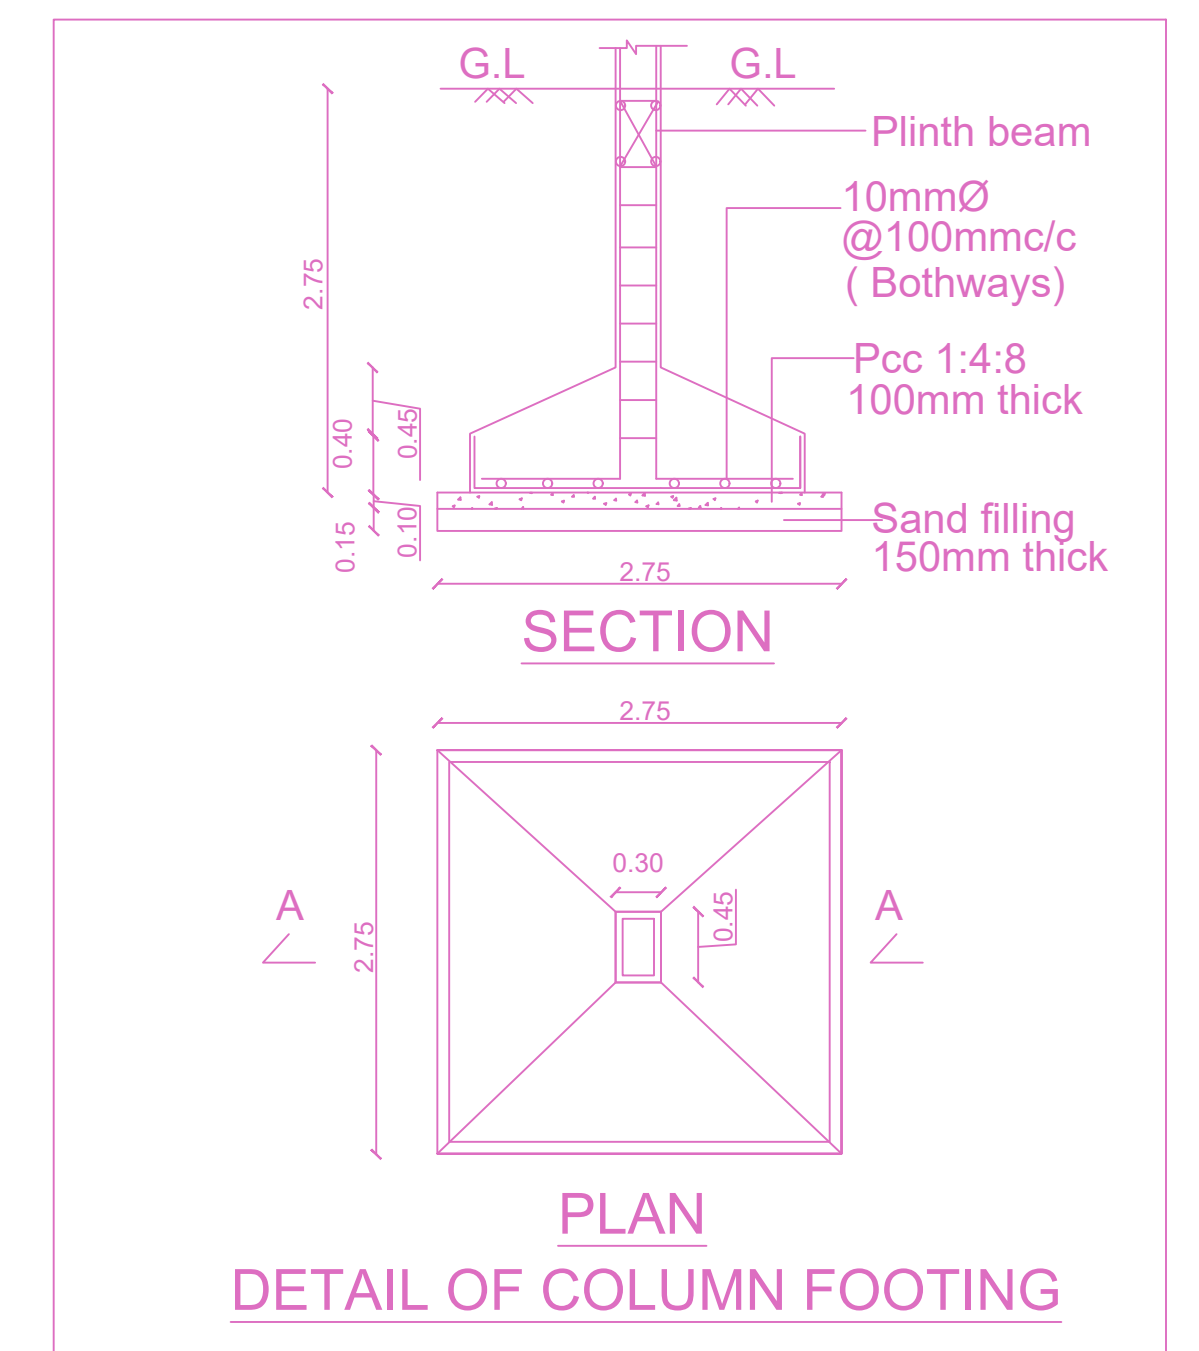 G.L
G.L
Plinth beam
10mmØ
@100mmc/c
( Bothways)
2.75
Pcc 1:4:8
100mm thick
0.40
0.45
Sand filling
150mm thick
0.15
0.10
2.75
SECTION
2.75
0.30
A
0.45
A
2.75
PLAN
DETAIL OF COLUMN FOOTING